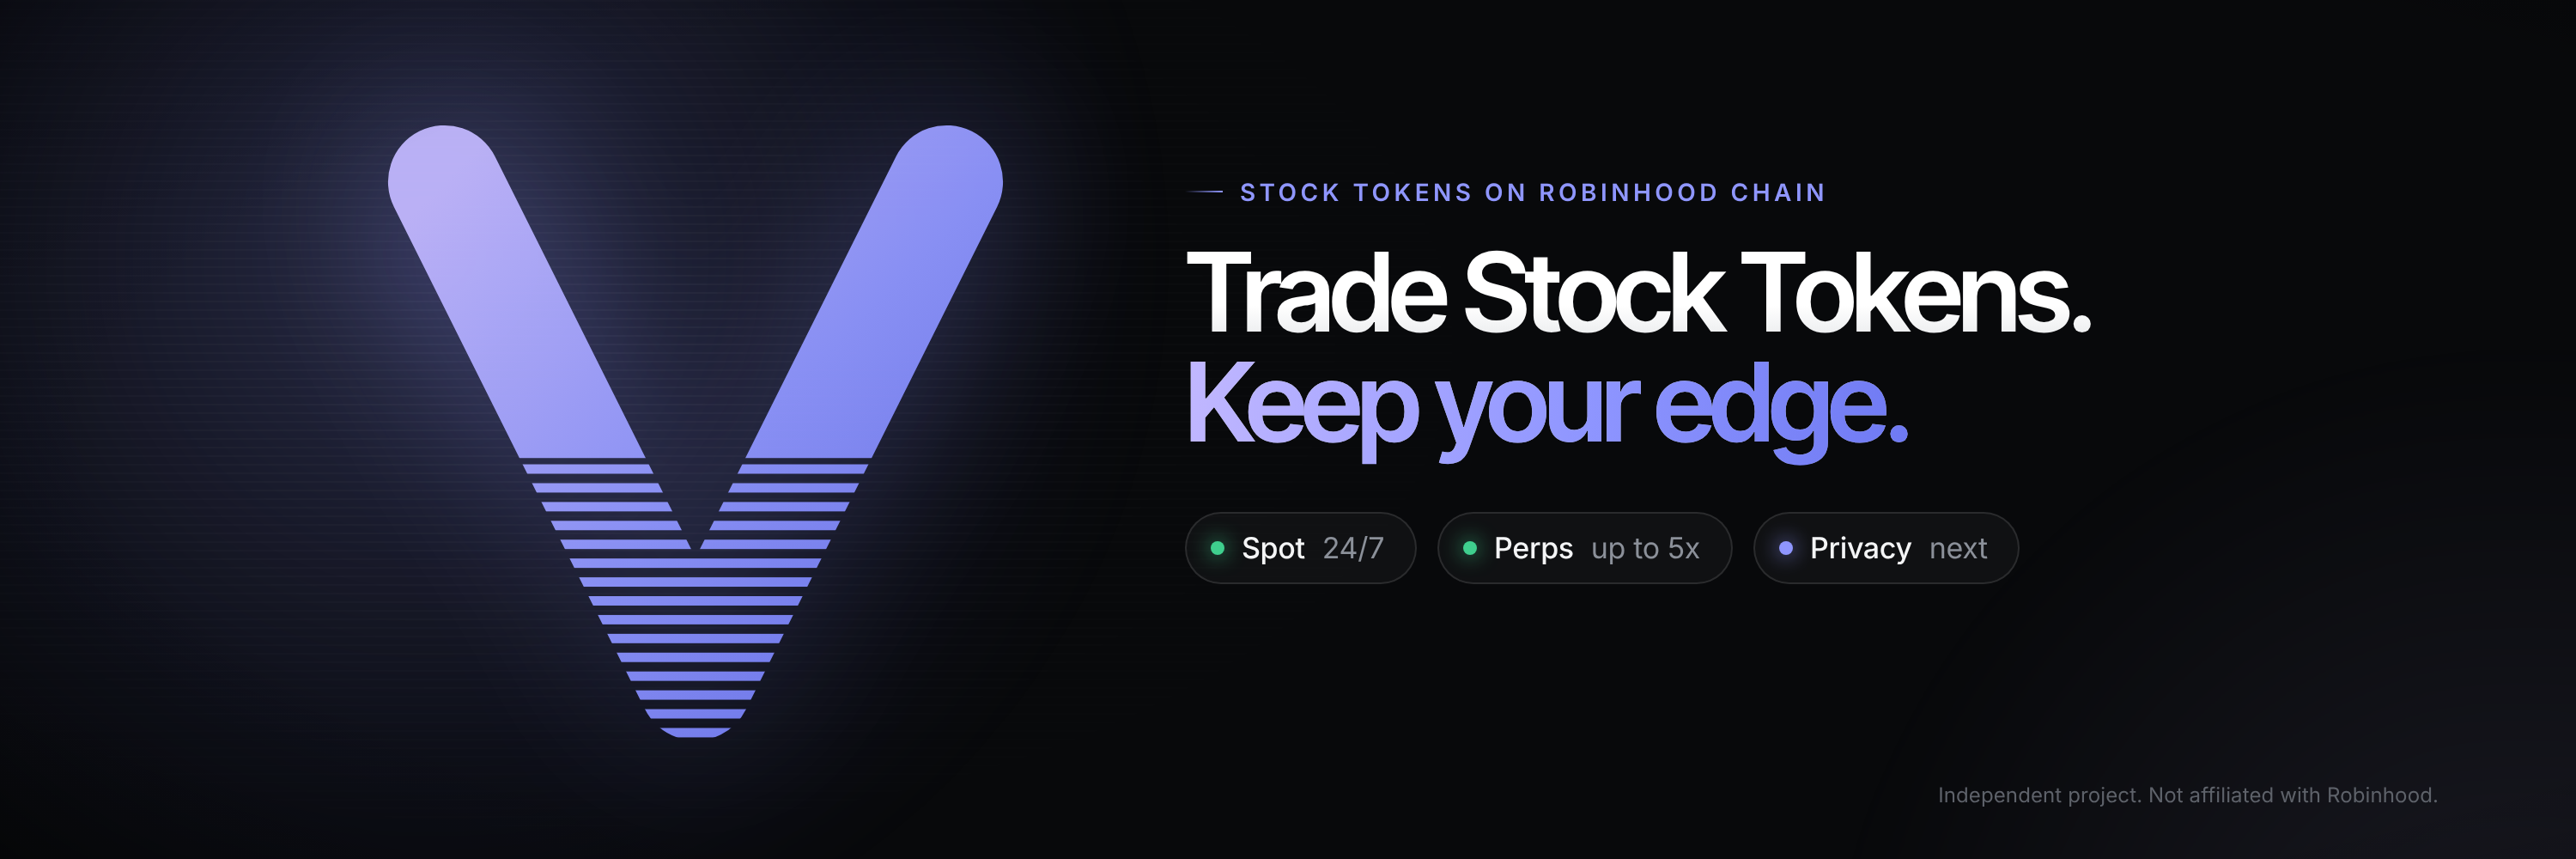 STOCK TOKENS ON ROBINHOOD CHAIN
Trade Stock Tokens.
Keep your edge.
Spot 24/7 Perps up to 5x Privacy next
Independent project. Not affiliated with Robinhood.